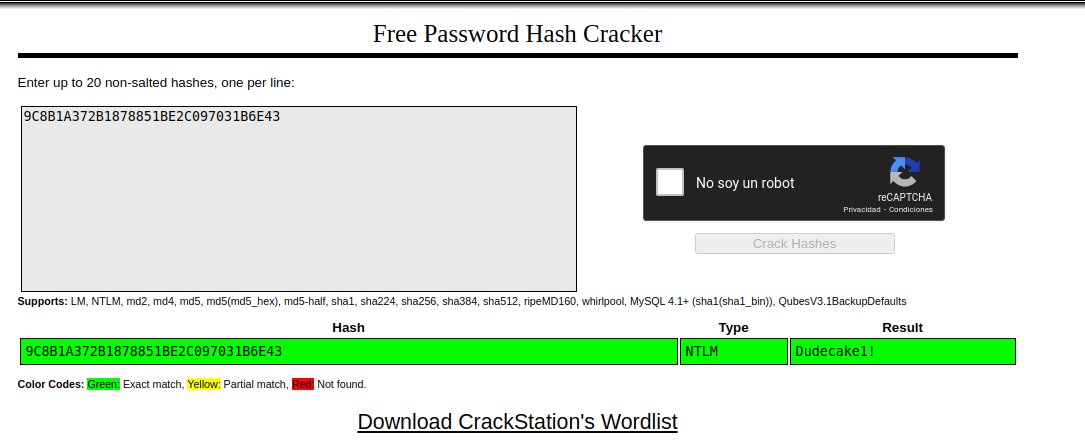 Free Password Hash Cracker
Enter up to 20 non-salted hashes, one per line:
9C8B1A372B1878851BE2C097031B6E43
No soy un robot
reCAPTCHA
Privacidad - Condiciones
Crack Hashes
Supports: LM, NTLM, md2, md4, md5, md5(md5_hex), md5-half, sha1, sha224, sha256, sha384, sha512, ripeMD160, whirlpool, MySQL 4.1+ (sha1(sha1_bin)), QubesV3.1BackupDefaults
Hash Type Result
9C8B1A372B1878851BE2C097031B6E43 NTLM Dudecake1!
Color Codes: Green: Exact match, Yellow: Partial match, Red: Not found.
Download CrackStation's Wordlist